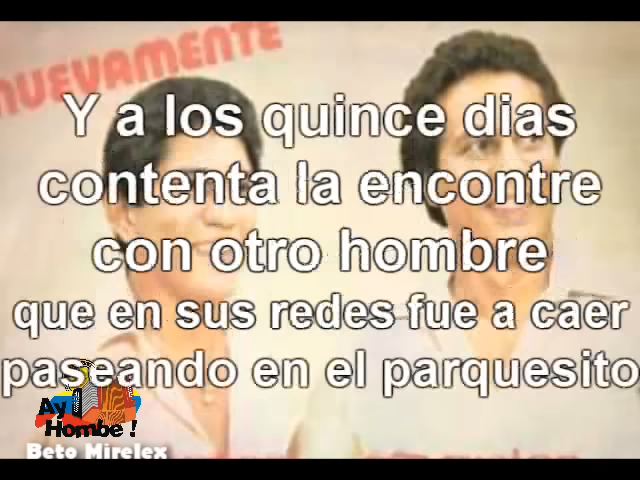 NUEVAMENTE
Y a los quince dias
contenta la encontre
con otro hombre
que en sus redes fue a caer
paseando en el parquesito
Ay
Hombe !
Beto Mirelex